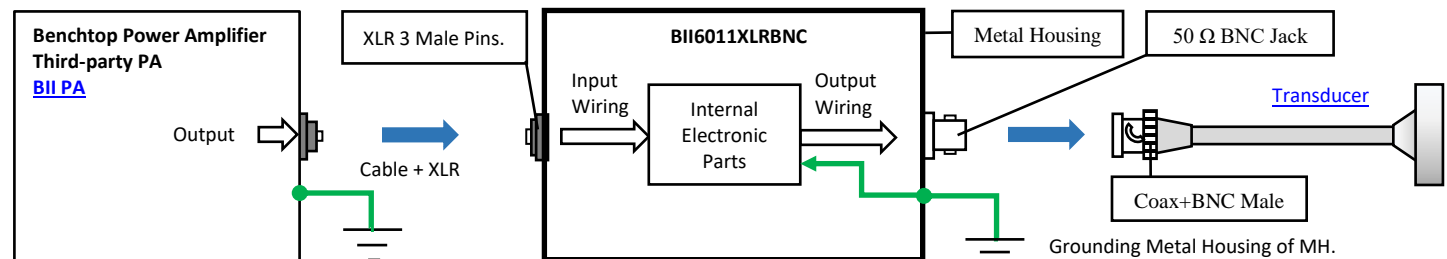 Benchtop Power Amplifier
Third-party PA
BII PA
Output
Cable + XLR
XLR 3 Male Pins.
BII6011XLRBNC
Input
Wiring
Internal
Electronic
Parts
Output
Wiring
Metal Housing
50 Ω BNC Jack
Transducer
Coax+BNC Male
Grounding Metal Housing of MH.